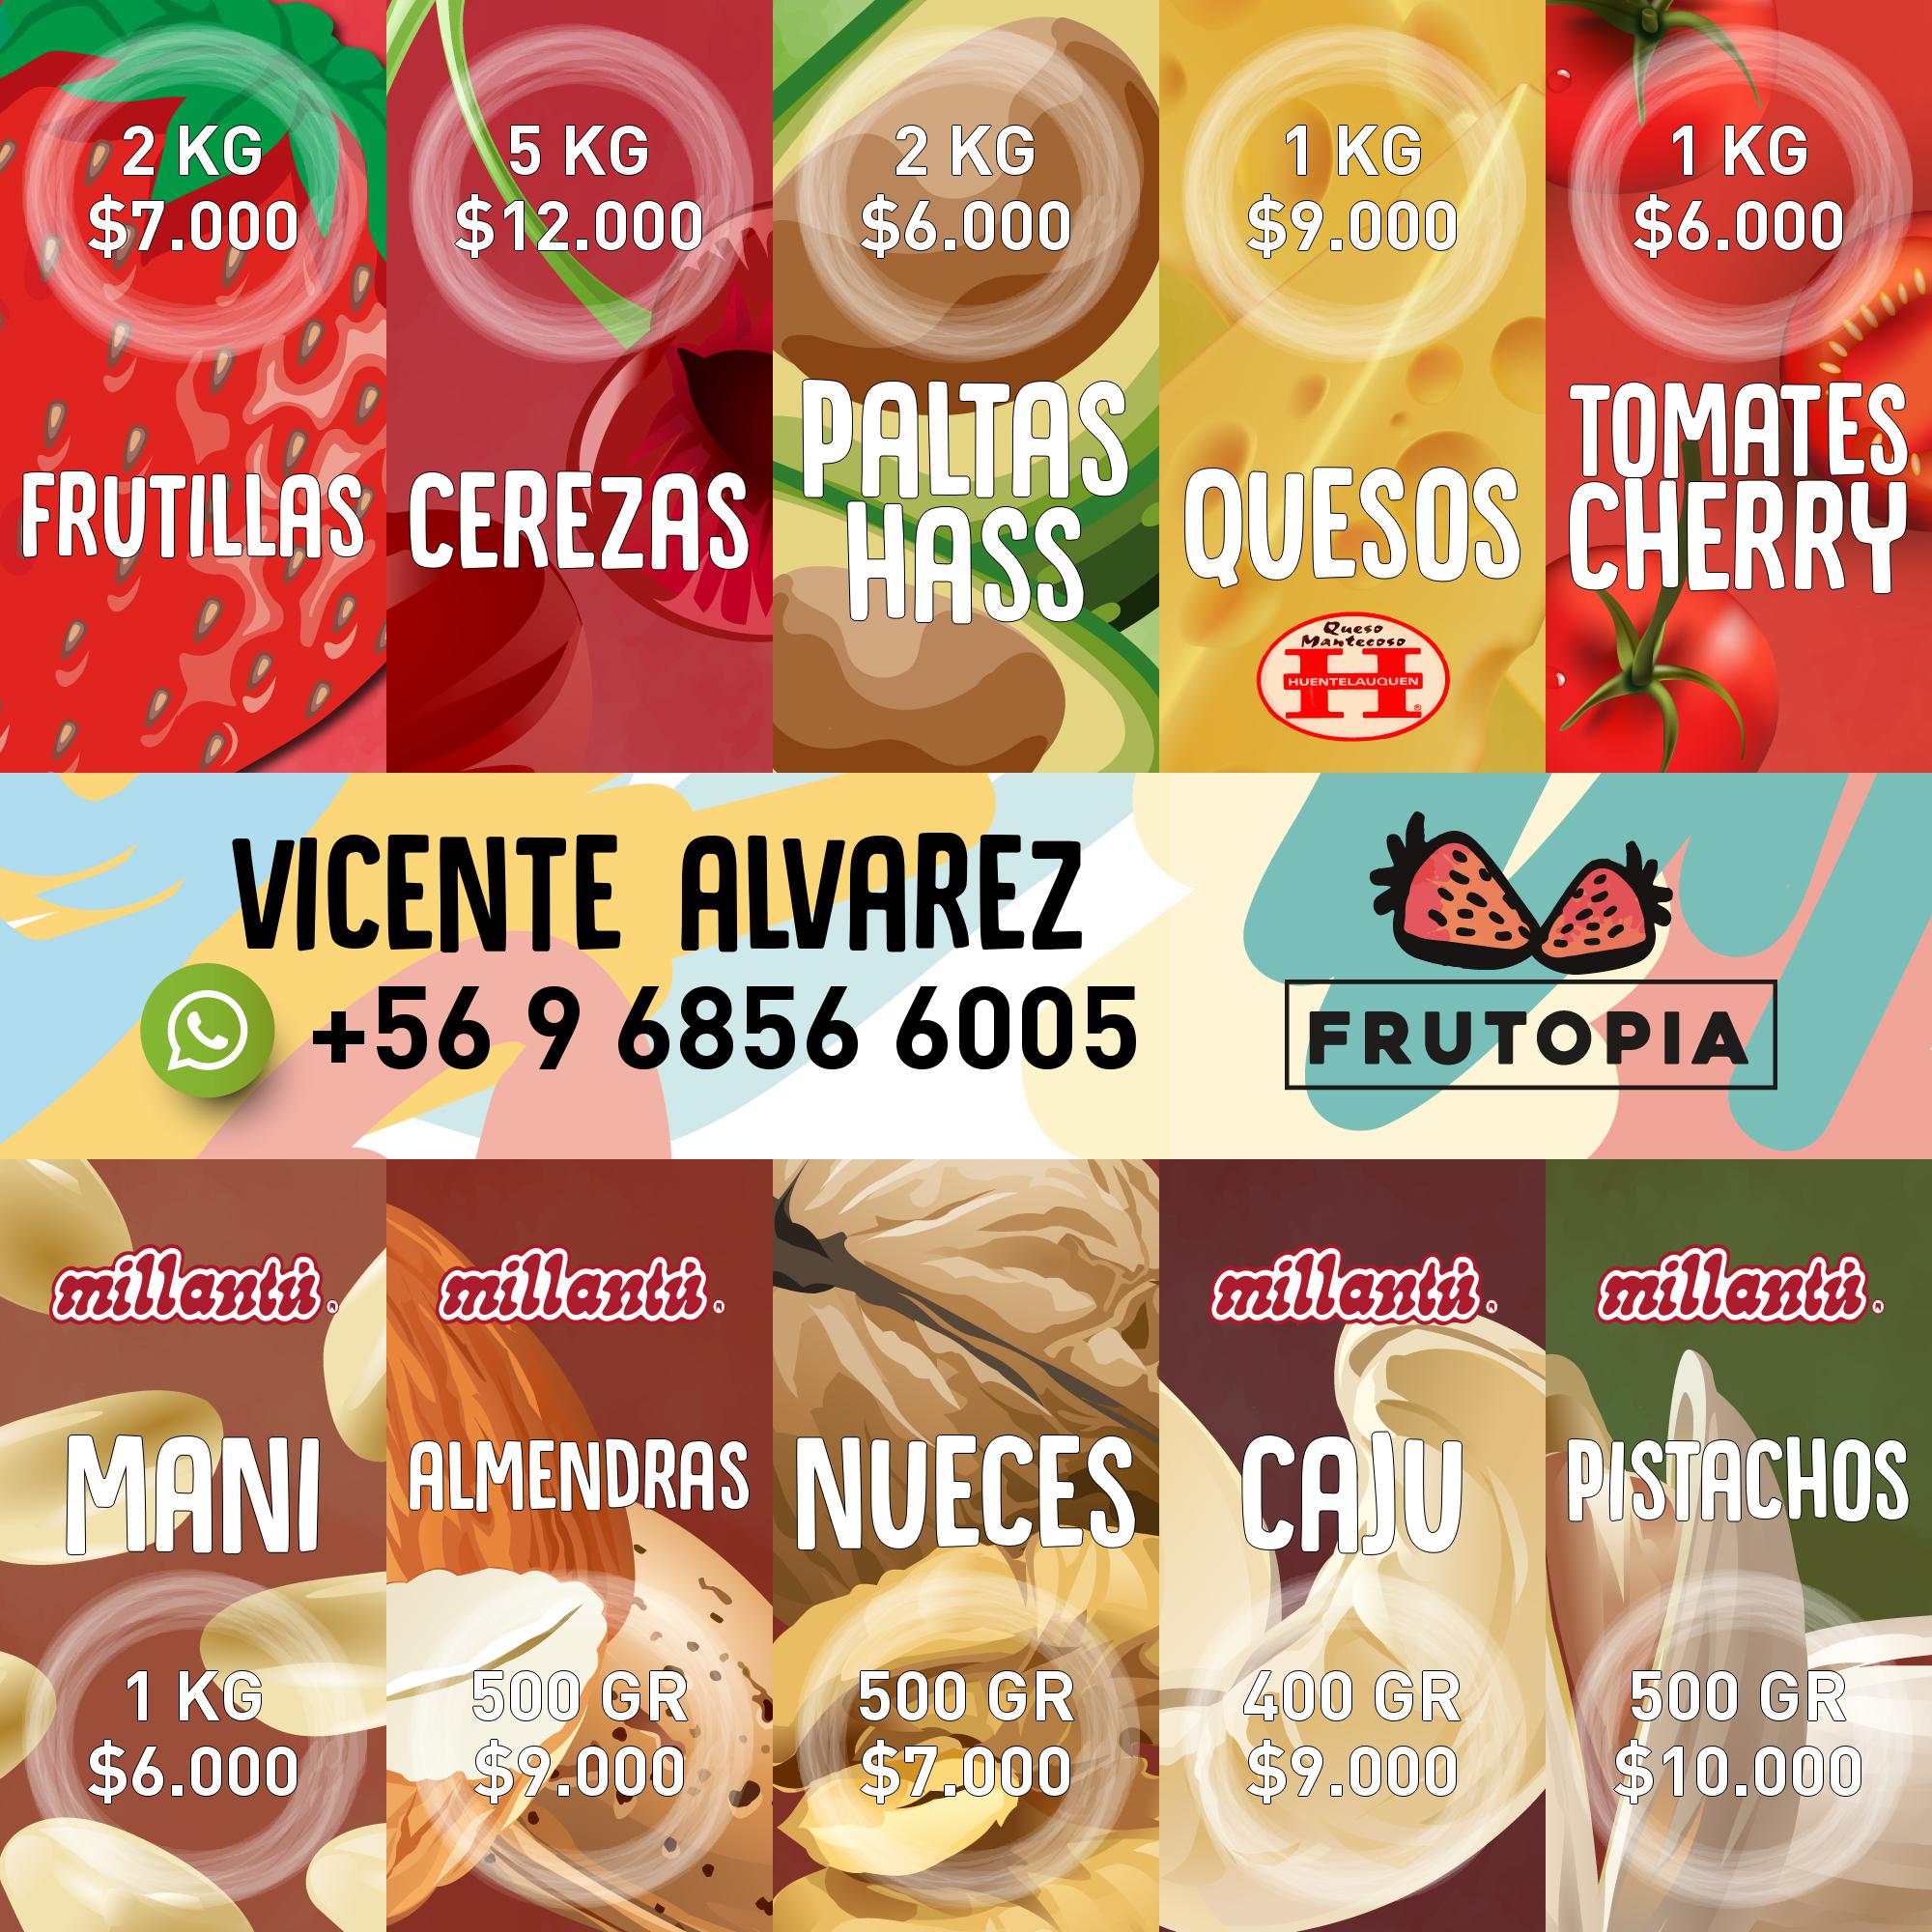 2 KG
$7.000
FRUTILLAS
5 KG
$12.000
CEREZAS
2 KG
$6.000
PALTAS
HASS
1 KG
$9.000
QUESOS
Queso
Mantecoso
H
HUENTELAUQUEN
®
1 KG
$6.000
TOMATES
CHERRY
VICENTE ALVAREZ
+56 9 6856 6005
FRUTOPIA
millantú®
MANI
1 KG
$6.000
millantú®
ALMENDRAS
500 GR
$9.000
NUECES
500 GR
$7.000
millantú®
CAJU
400 GR
$9.000
millantú®
PISTACHOS
500 GR
$10.000